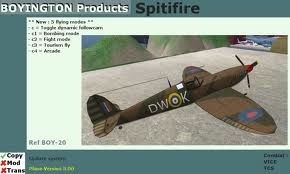 BOYINGTON Products Spitifire
** New : 5 flying modes **
- c = Toggle dynamic followcam
- c1 = Bombing mode
- c2 = Fight mode
- c3 = Tourism fly
- c4 = Arcade
DW K
Ref BOY-20
Copy
Mod
Trans
Update system
Plane Version 3.00
Combat :
VICE
TCS